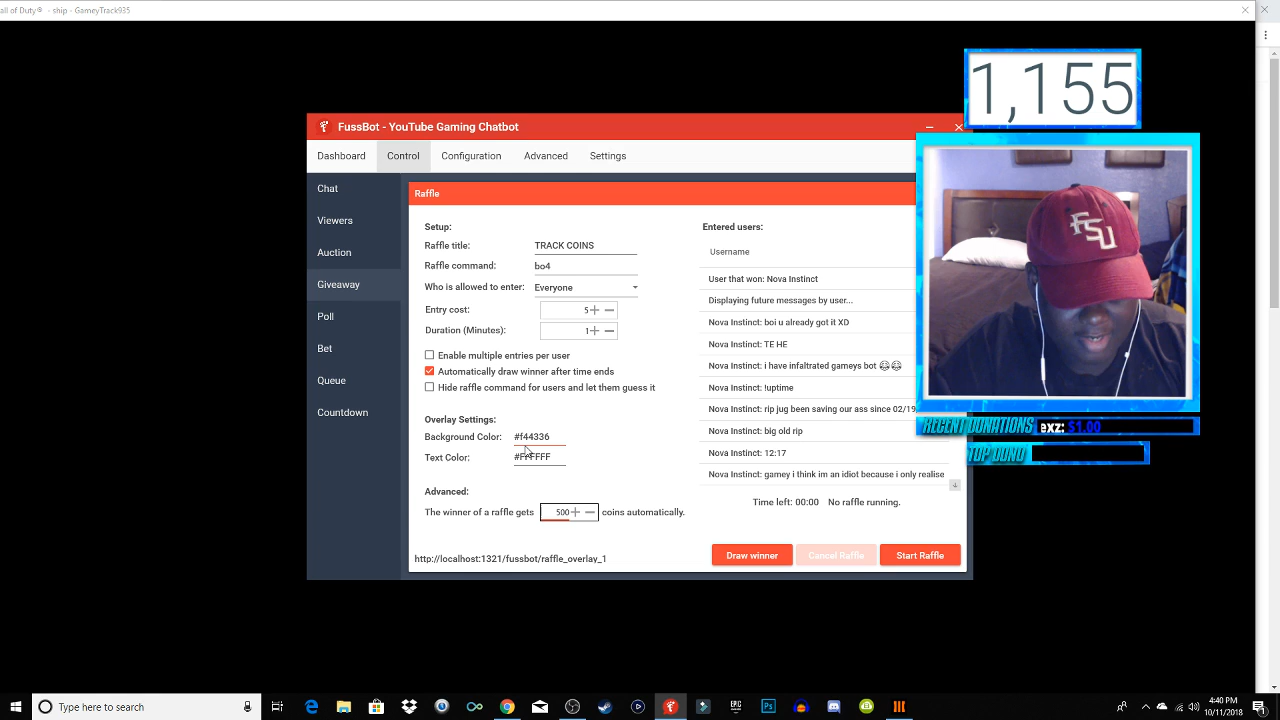 all of Duty® - ship - GameyTrack935
1,155
FussBot - YouTube Gaming Chatbot
Dashboard Control Configuration Advanced Settings
Chat
Viewers
Auction
Giveaway
Poll
Bet
Queue
Countdown
Raffle
Setup:
Raffle title: TRACK COINS
Raffle command: bo4
Who is allowed to enter: Everyone
Entry cost: 5
Duration (Minutes): 1
Enable multiple entries per user
Automatically draw winner after time ends
Hide raffle command for users and let them guess it
Overlay Settings:
Background Color: #f44336
Text Color: #FFFFFF
Advanced:
The winner of a raffle gets 500 coins automatically.
http://localhost:1321/fussbot/raffle_overlay_1
Entered users:
Username
User that won: Nova Instinct
Displaying future messages by user...
Nova Instinct: boi u already got it XD
Nova Instinct: TE HE
Nova Instinct: i have infaltrated gameys bot 😂😂
Nova Instinct: !uptime
Nova Instinct: rip jug been saving our ass since 02/19
Nova Instinct: big old rip
Nova Instinct: 12:17
Nova Instinct: gamey i think im an idiot because i only realise
Time left: 00:00 No raffle running.
Draw winner Cancel Raffle Start Raffle
FSU
RECENT DONATIONS exz: $1.00
TOP DONO
Type here to search
EPIC
Ps
4:40 PM
10/11/2018